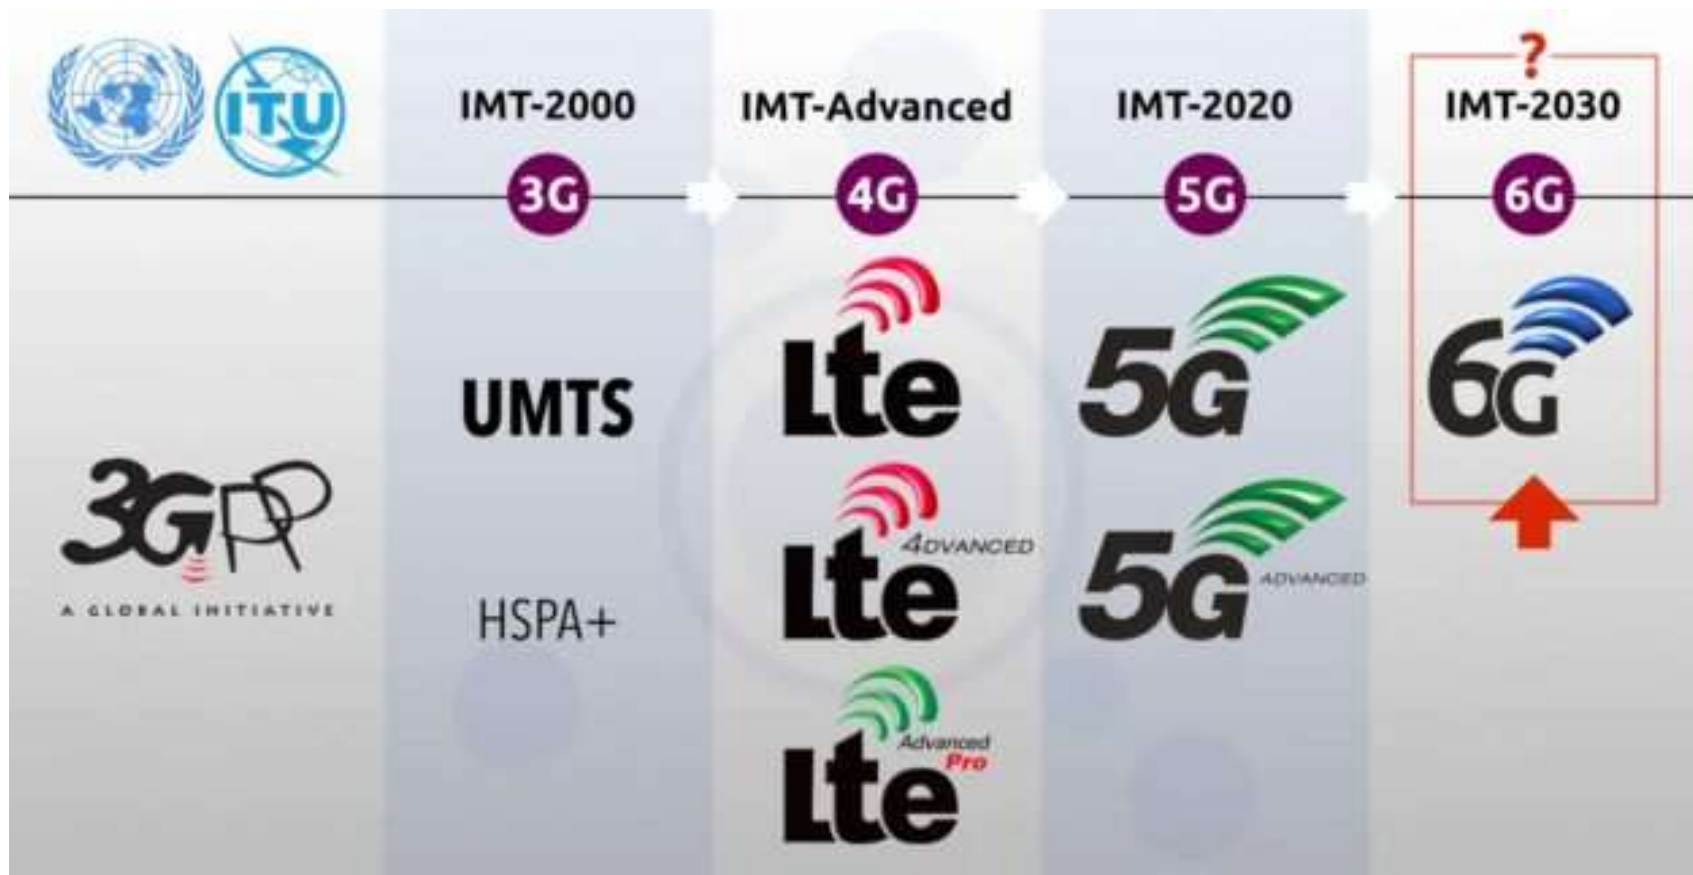 ?
ITU
IMT-2000
IMT-Advanced
IMT-2020
IMT-2030
3G
4G
5G
6G
3GPP
A GLOBAL INITIATIVE
UMTS
HSPA+
Lte
Lte
4DVANCED
Lte
Advanced
Pro
5G
5G
ADVANCED
6G